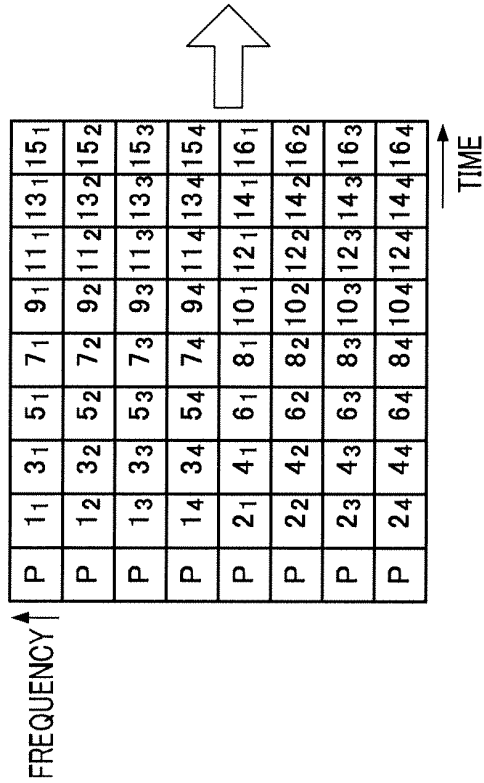 FREQUENCY
P 1₁ 3₁ 5₁ 7₁ 9₁ 11₁ 13₁ 15₁
P 1₂ 3₂ 5₂ 7₂ 9₂ 11₂ 13₂ 15₂
P 1₃ 3₃ 5₃ 7₃ 9₃ 11₃ 13₃ 15₃
P 1₄ 3₄ 5₄ 7₄ 9₄ 11₄ 13₄ 15₄
P 2₁ 4₁ 6₁ 8₁ 10₁ 12₁ 14₁ 16₁
P 2₂ 4₂ 6₂ 8₂ 10₂ 12₂ 14₂ 16₂
P 2₃ 4₃ 6₃ 8₃ 10₃ 12₃ 14₃ 16₃
P 2₄ 4₄ 6₄ 8₄ 10₄ 12₄ 14₄ 16₄
TIME